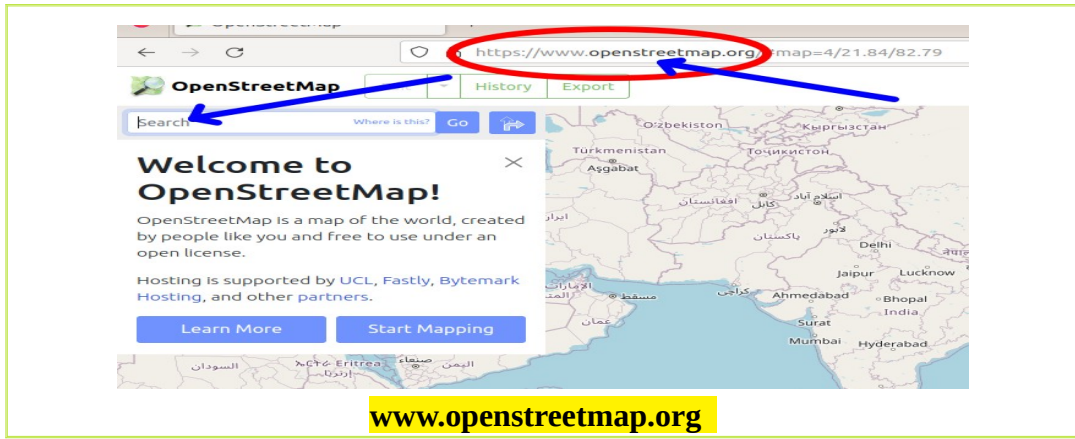 OpenStreetMap
https://www.openstreetmap.org/#map=4/21.84/82.79
OpenStreetMap History Export
Search Where is this? Go
Welcome to
OpenStreetMap!
OpenStreetMap is a map of the world, created
by people like you and free to use under an
open license.
Hosting is supported by UCL, Fastly, Bytemark
Hosting, and other partners.
Learn More Start Mapping
O'zbekiston
Кыргызстан
Türkmenistan
Тоҷикистон
Aşgabat
افغانستان
کابل
اسلام آباد
ایران
لاہور
پاکستان
Delhi
Jaipur Lucknow
الإمارات
مسقط
کراچی
Ahmedabad
Bhopal
India
عمان
Surat
Mumbai
Hyderabad
السودان
Eritrea
إرتريا
صنعاء
اليمن
www.openstreetmap.org